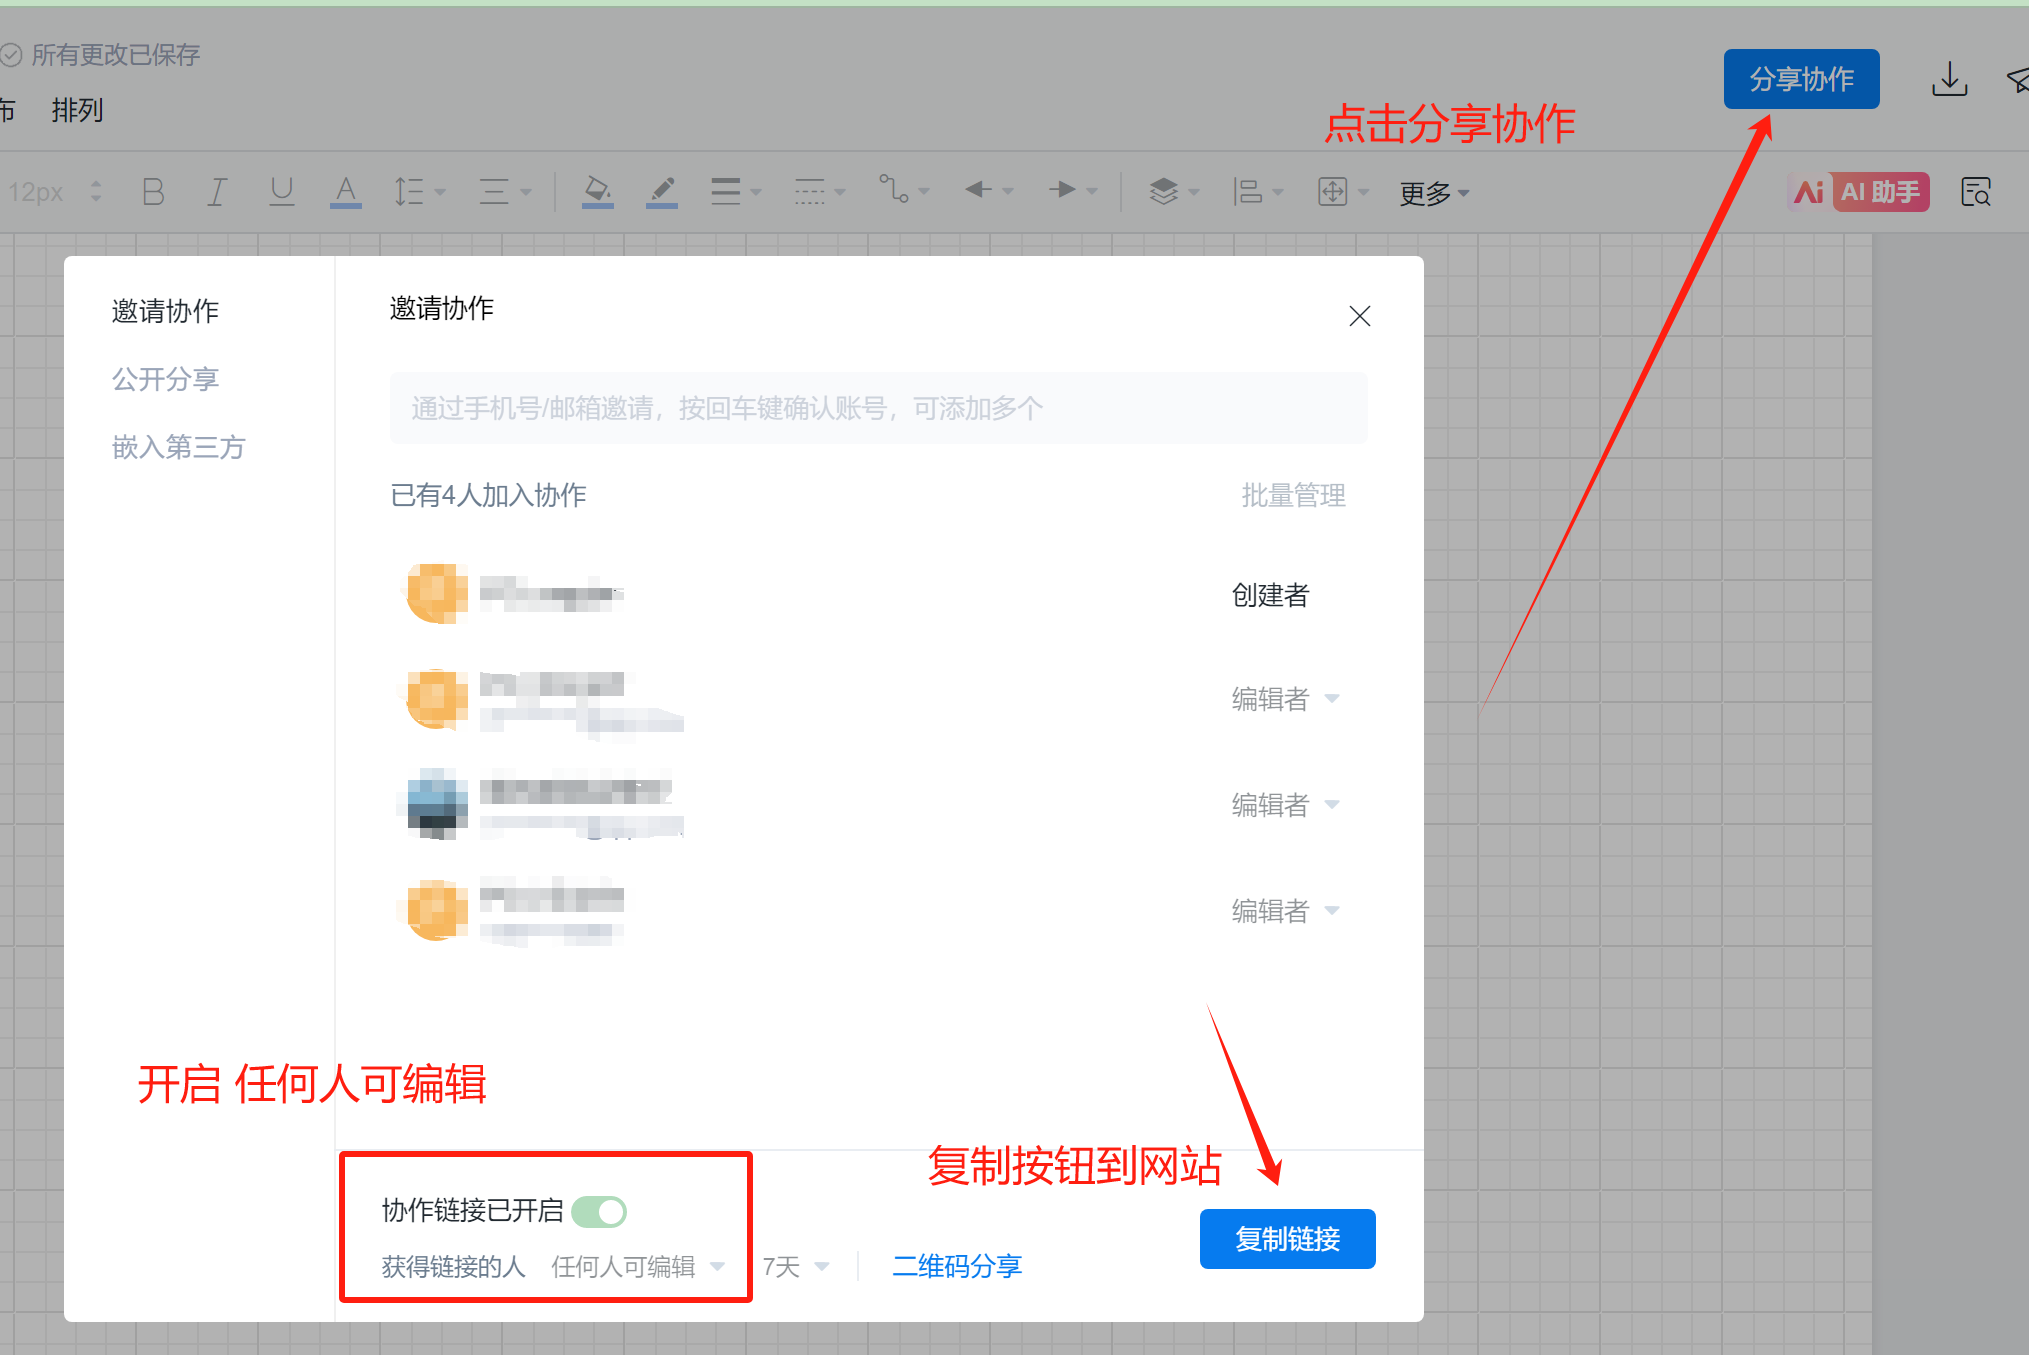 所有更改已保存
分享协作
布 排列
点击分享协作
12px B I U A 更多 Ai AI 助手
邀请协作
公开分享
嵌入第三方
邀请协作
通过手机号/邮箱邀请，按回车键确认账号，可添加多个
已有4人加入协作 批量管理
创建者
编辑者
编辑者
编辑者
开启 任何人可编辑
复制按钮到网站
协作链接已开启
获得链接的人 任何人可编辑 7天 二维码分享
复制链接